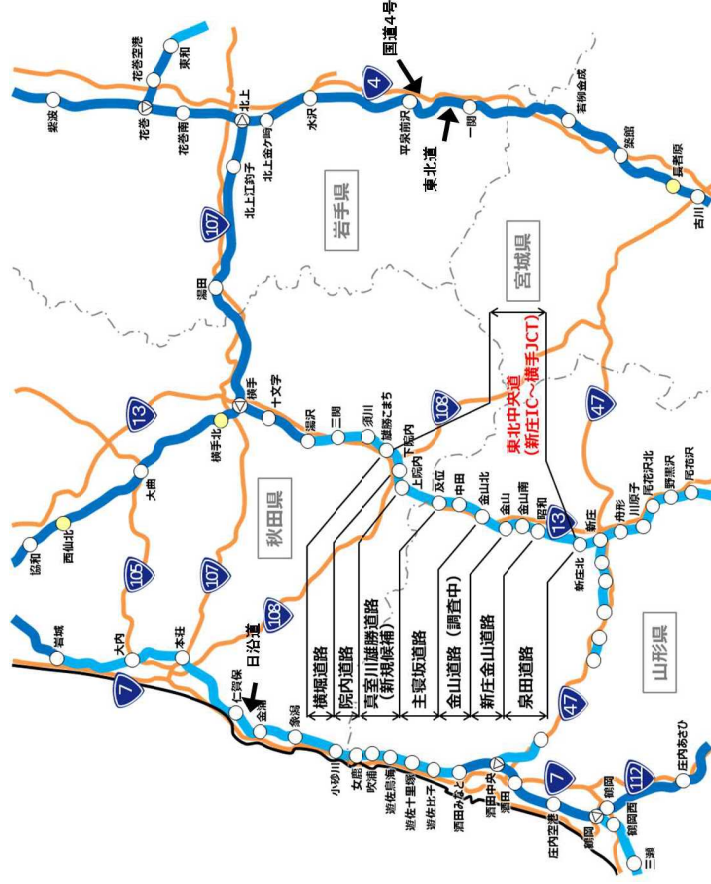 紫波
花巻空港
東和
花巻
花巻南
北上
北上金ケ崎
北上江釣子
107
水沢
4
国道4号
平泉前沢
東北道
一関
若柳金成
築館
長者原
古川
岩手県
宮城県
湯田
横手
横手北
13
十文字
湯沢
三関
須川
雄勝こまち
下院内
上院内
108
東北中央道
(新庄IC~横手JCT)
47
大曲
西仙北
協和
秋田県
105
107
108
岩城
大内
本荘
7
日沿道
仁賀保
金浦
象潟
小砂川
女鹿
吹浦
遊佐鳥海
遊佐十里塚
遊佐比子
酒田みなと
酒田中央
酒田
庄内空港
7
鶴岡
鶴岡
鶴岡西
三瀬
112
庄内あさひ
47
横堀道路
院内道路
真室川雄勝道路
(新規候補)
主寝坂道路
金山道路(調査中)
新庄金山道路
泉田道路
及位
中田
金山北
金山
金山南
昭和
13
新庄北
新庄
舟形
川原子
尾花沢北
野黒沢
尾花沢
山形県